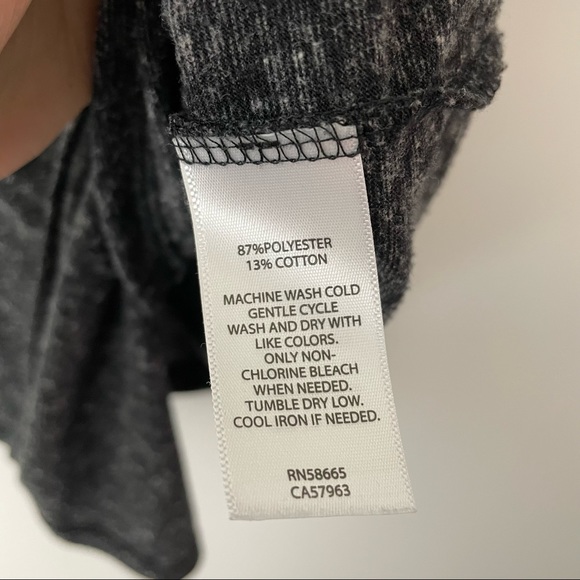 87%POLYESTER
13% COTTON
MACHINE WASH COLD
GENTLE CYCLE
WASH AND DRY WITH
LIKE COLORS.
ONLY NON-
CHLORINE BLEACH
WHEN NEEDED.
TUMBLE DRY LOW.
COOL IRON IF NEEDED.
RN58665
CA57963